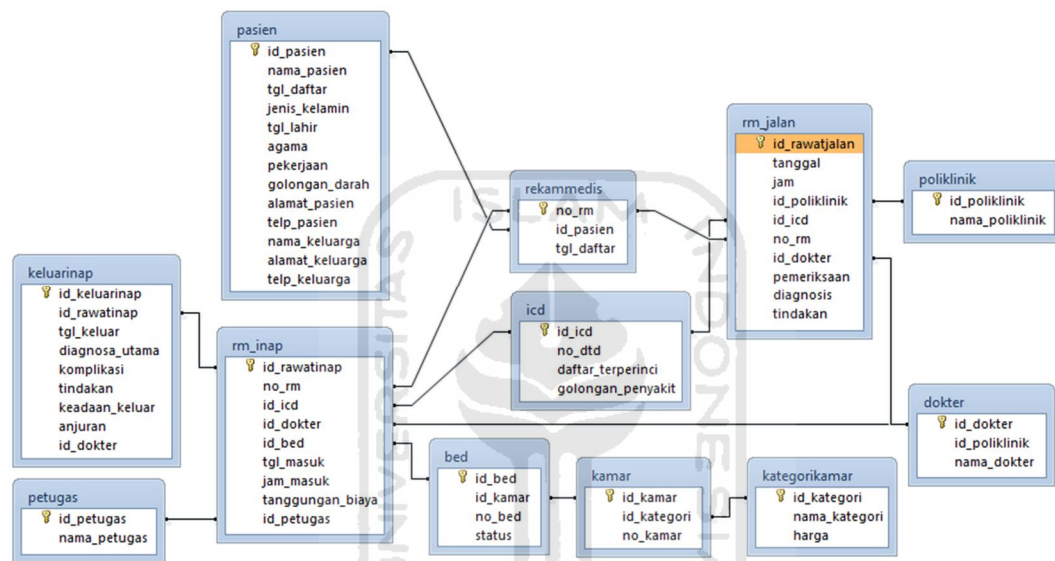 pasien
id_pasien
nama_pasien
tgl_daftar
jenis_kelamin
tgl_lahir
agama
pekerjaan
golongan_darah
alamat_pasien
telp_pasien
nama_keluarga
alamat_keluarga
telp_keluarga
rekammedis
no_rm
id_pasien
tgl_daftar
rm_jalan
id_rawatjalan
tanggal
jam
id_poliklinik
id_icd
no_rm
id_dokter
pemeriksaan
diagnosis
tindakan
poliklinik
id_poliklinik
nama_poliklinik
keluarinap
id_keluarinap
id_rawatinap
tgl_keluar
diagnosa_utama
komplikasi
tindakan
keadaan_keluar
anjuran
id_dokter
rm_inap
id_rawatinap
no_rm
id_icd
id_dokter
id_bed
tgl_masuk
jam_masuk
tanggungan_biaya
id_petugas
icd
id_icd
no_dtd
daftar_terperinci
golongan_penyakit
dokter
id_dokter
id_poliklinik
nama_dokter
petugas
id_petugas
nama_petugas
bed
id_bed
id_kamar
no_bed
status
kamar
id_kamar
id_kategori
no_kamar
kategorikamar
id_kategori
nama_kategori
harga
UNIVERSITAS
ISLAM